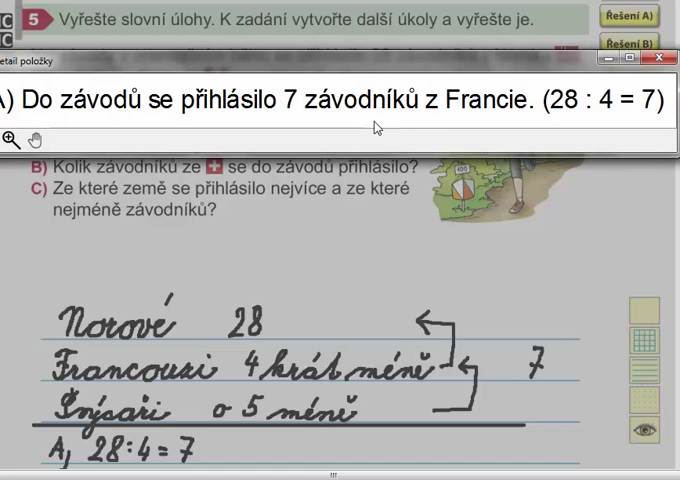 5 Vyřešte slovní úlohy. K zadání vytvořte další úkoly a vyřešte je.
Řešení A)
Řešení B)
etail položky
A) Do závodů se přihlásilo 7 závodníků z Francie. (28 : 4 = 7)
B) Kolik závodníků ze se do závodů přihlásilo?
C) Ze které země se přihlásilo nejvíce a ze které
nejméně závodníků?
Norové 28
Francouzi 4 krát méně 7
Švýcaři o 5 méně
A, 28:4=7